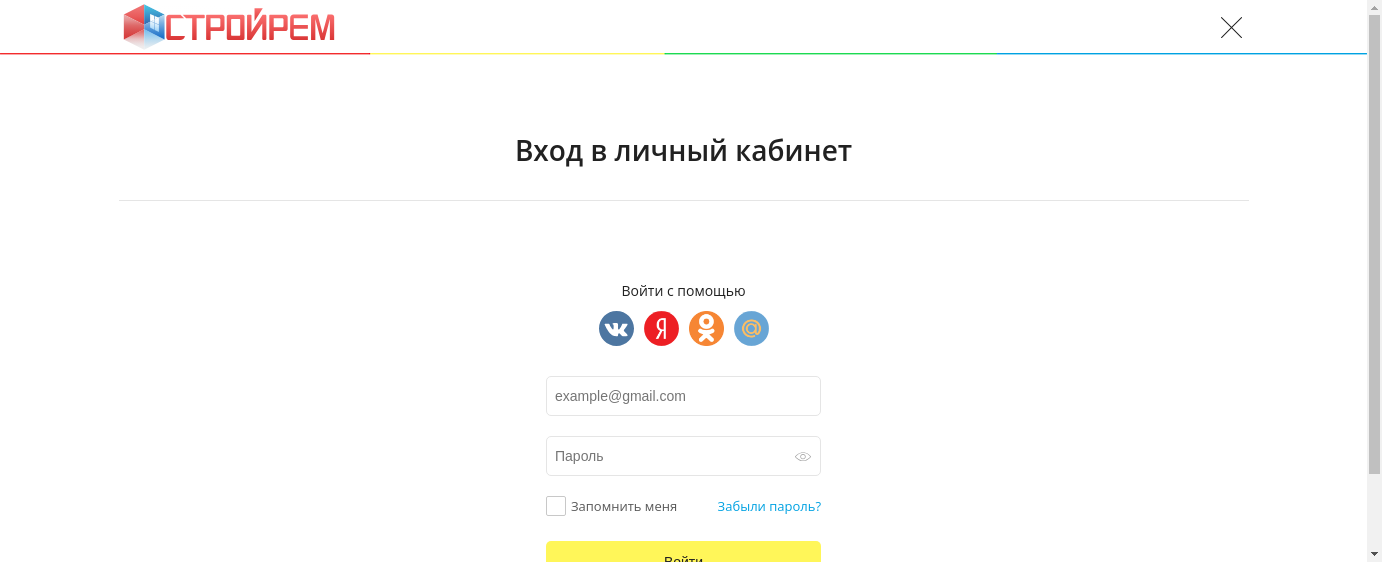 СТРОЙРЕМ
Вход в личный кабинет
Войти с помощью
example@gmail.com
Пароль
Запомнить меня Забыли пароль?
Войти